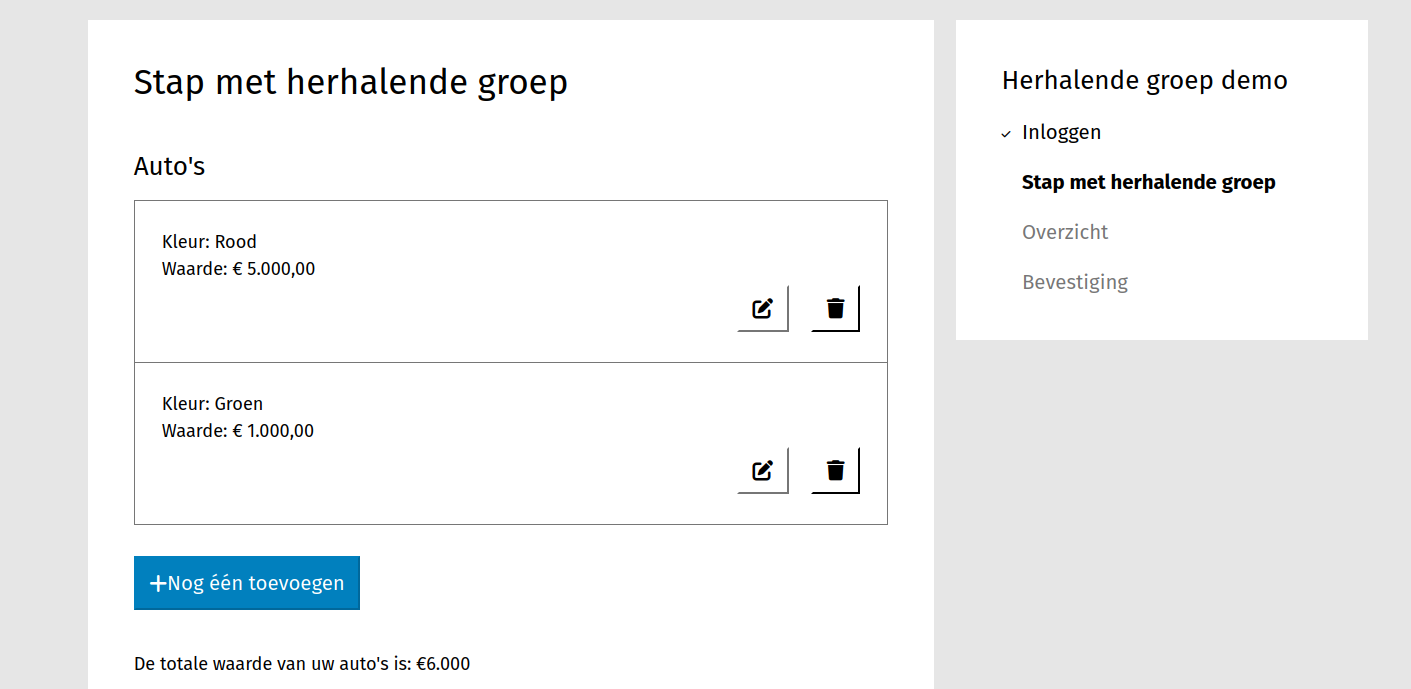 Stap met herhalende groep
Auto's
Kleur: Rood
Waarde: € 5.000,00
Kleur: Groen
Waarde: € 1.000,00
Nog één toevoegen
De totale waarde van uw auto's is: €6.000
Herhalende groep demo
Inloggen
Stap met herhalende groep
Overzicht
Bevestiging